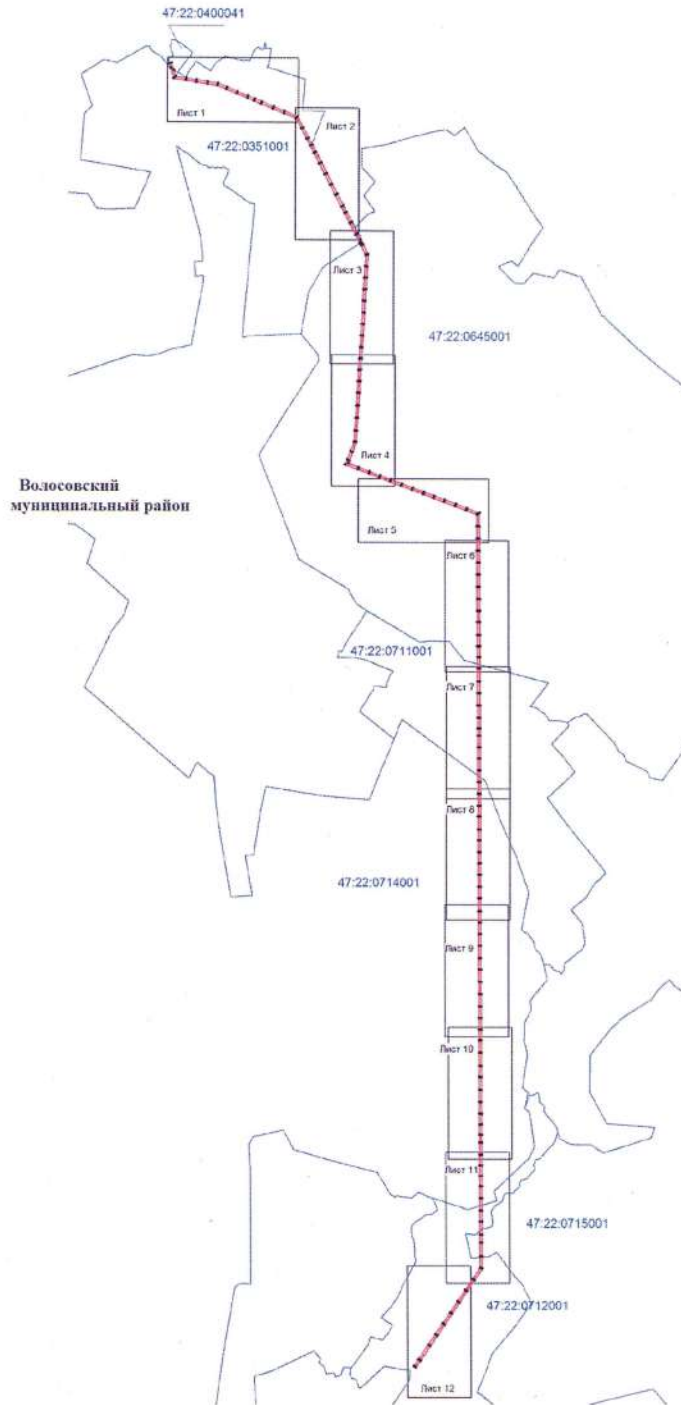 47:22:0400041
Лист 1
Лист 2
47:22:0351001
Лист 3
47:22:0645001
Лист 4
Волосовский
муниципальный район
Лист 5
Лист 6
47:22:0711001
Лист 7
Лист 8
47:22:0714001
Лист 9
Лист 10
Лист 11
47:22:0715001
47:22:0712001
Лист 12